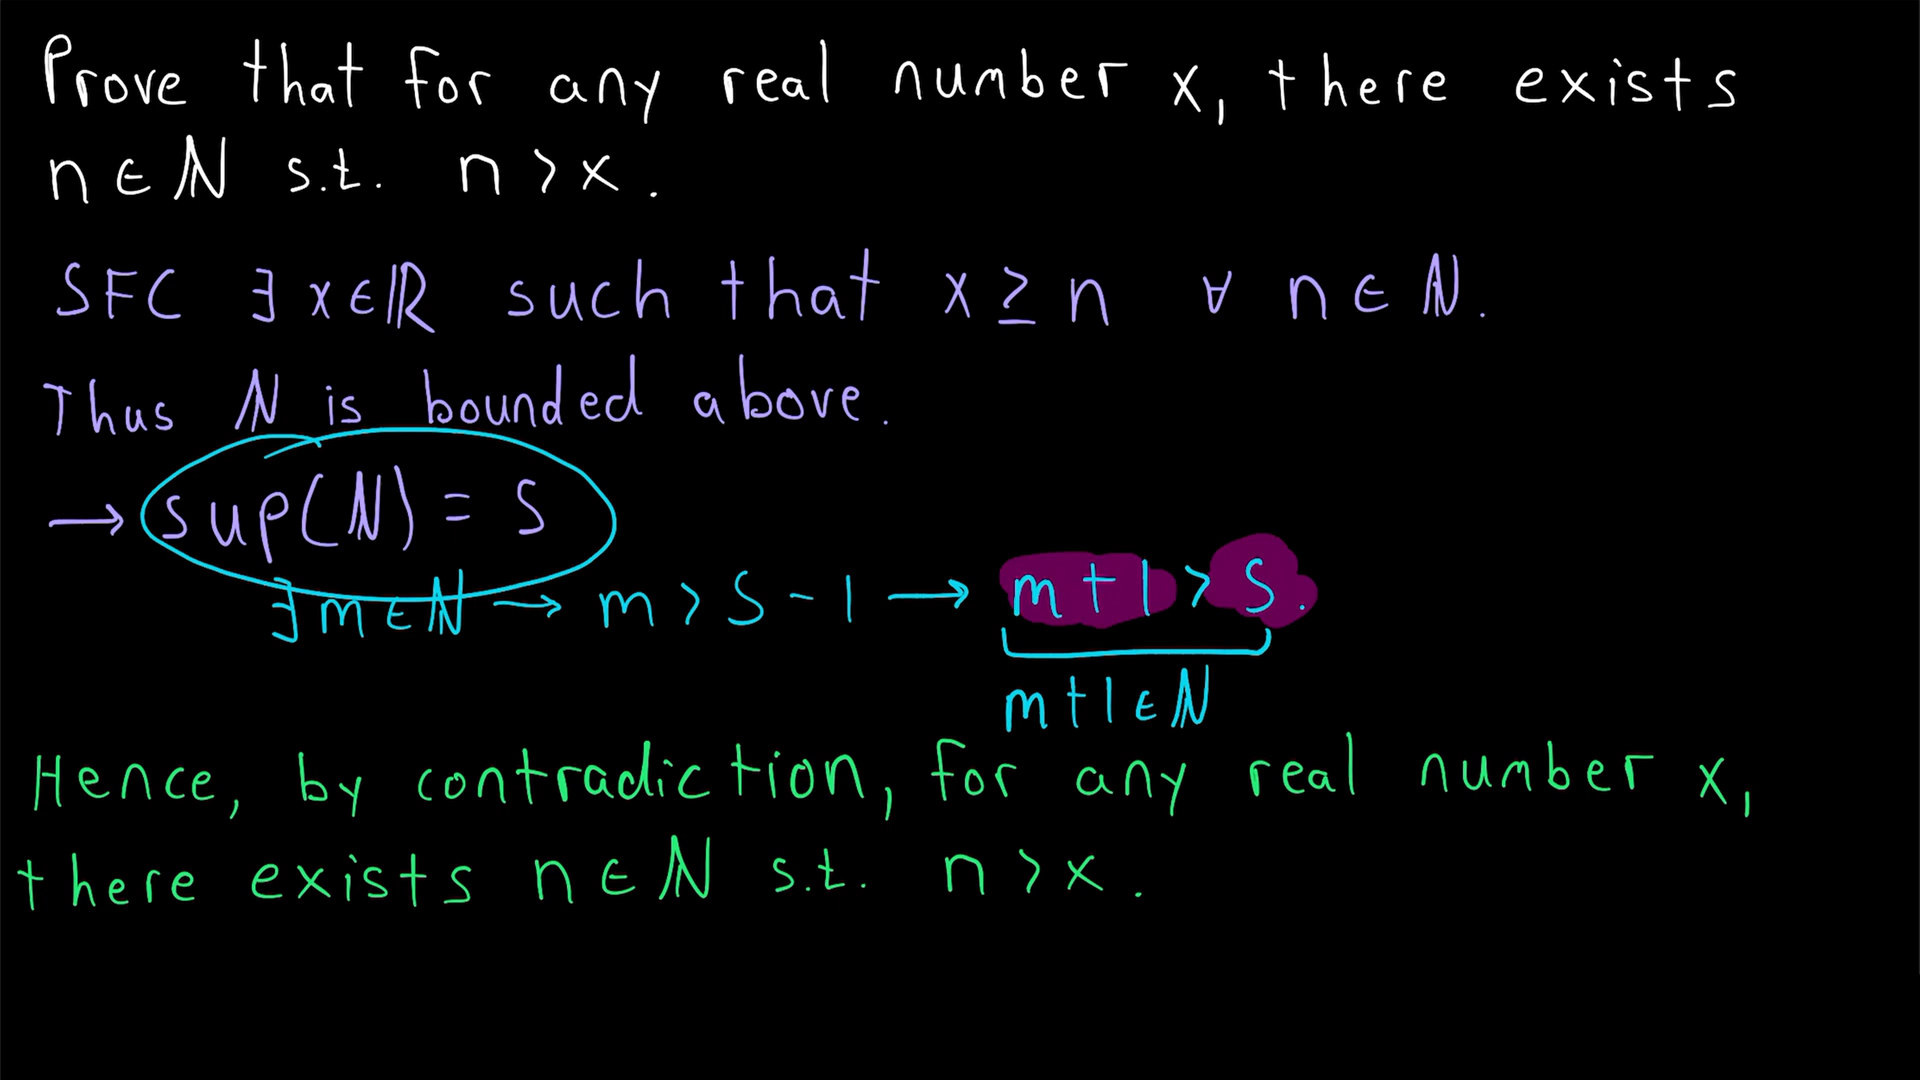 Prove that for any real number x, there exists
n ∈ ℕ s.t. n > x.
SFC ∃ x ∈ ℝ such that x ≥ n ∀ n ∈ ℕ.
Thus ℕ is bounded above.
→ sup(ℕ) = s
∃ m ∈ ℕ → m > s - 1 → m + 1 > s.
m + 1 ∈ ℕ
Hence, by contradiction, for any real number x,
there exists n ∈ ℕ s.t. n > x.